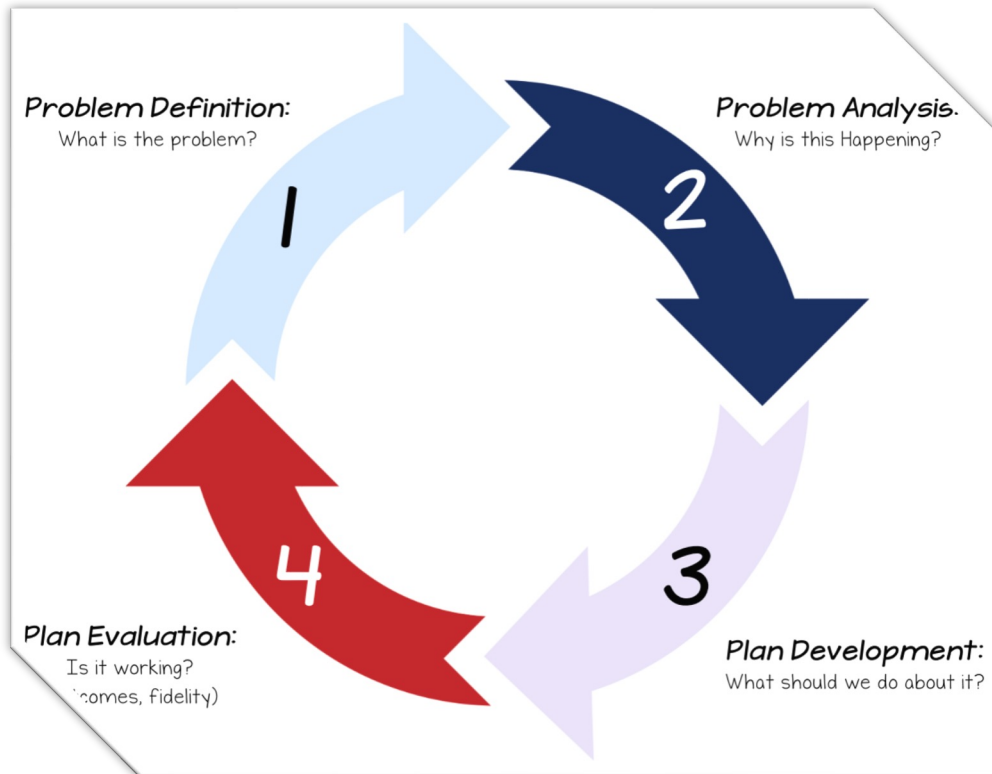 Problem Definition:
What is the problem?
1
Problem Analysis:
Why is this Happening?
2
3
Plan Development:
What should we do about it?
4
Plan Evaluation:
Is it working?
fidelity)